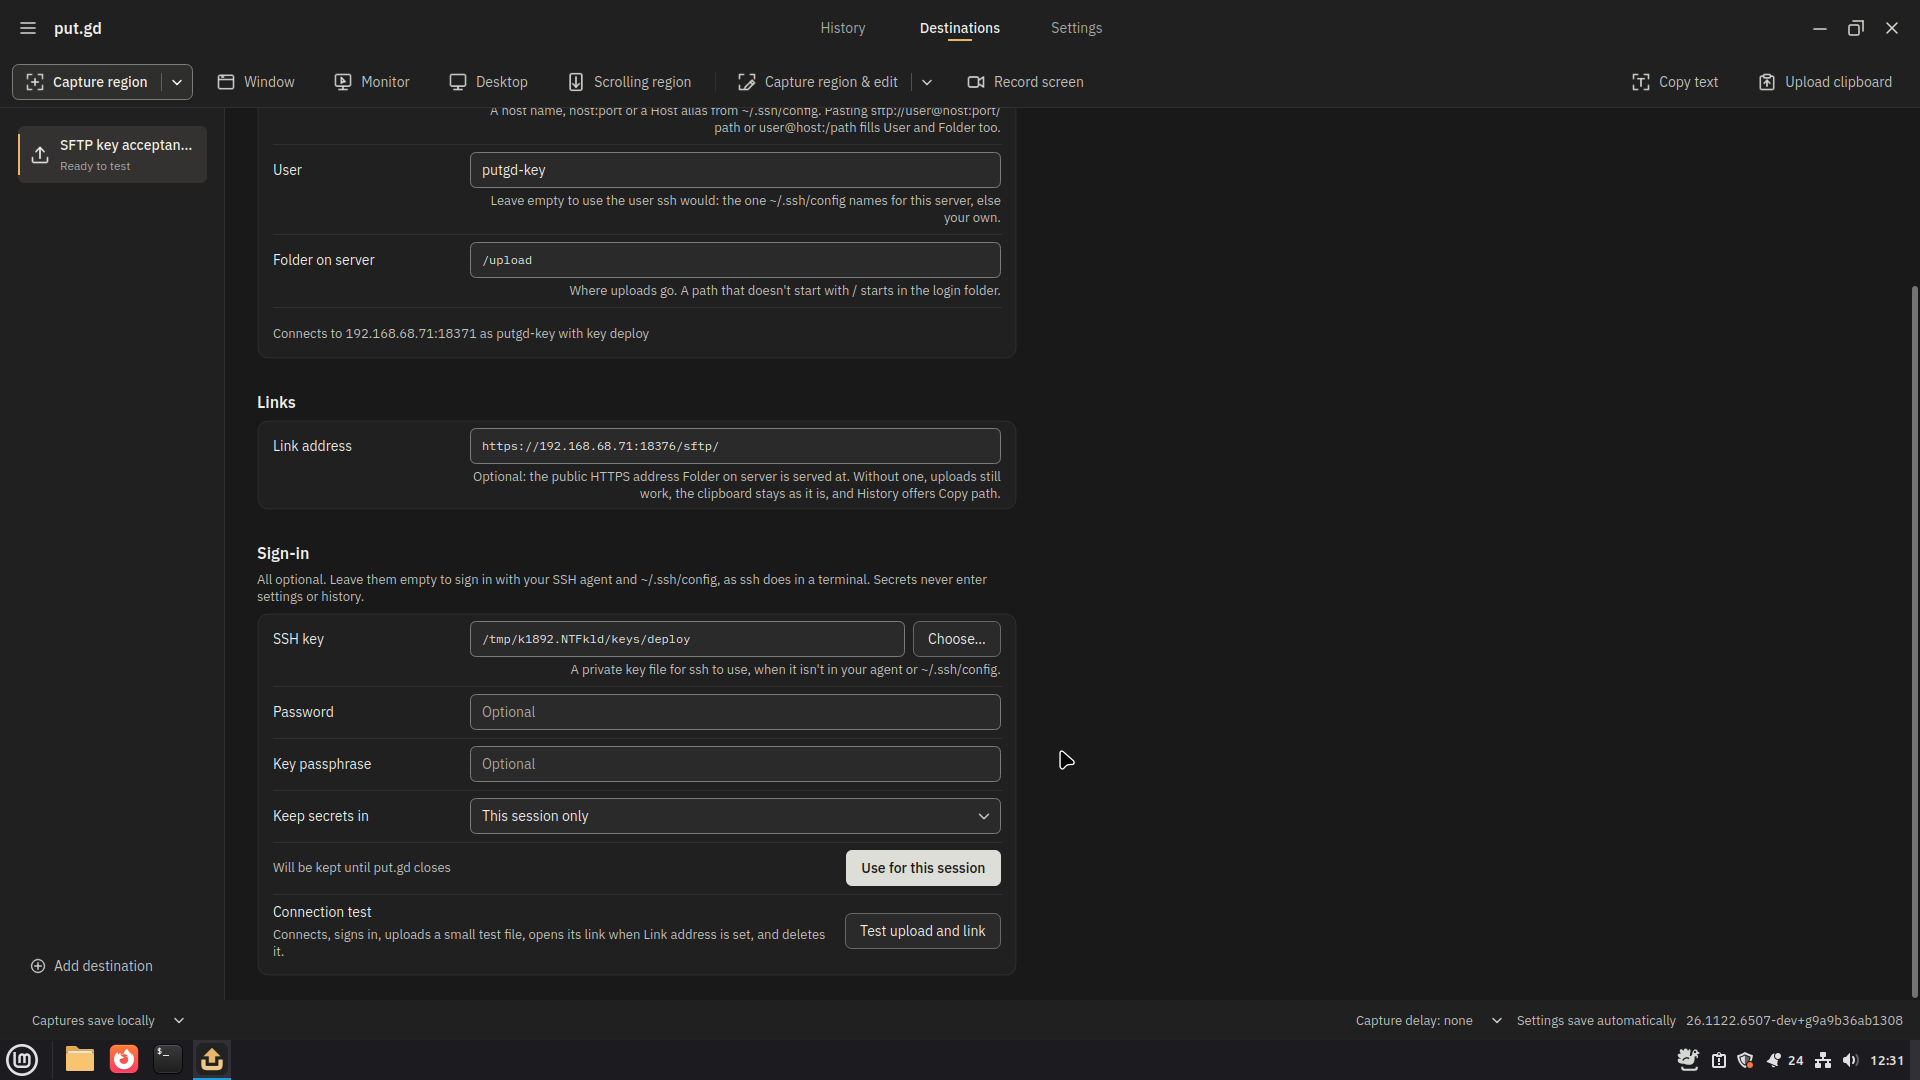 put.gd
History
Destinations
Settings
Capture region
Window
Monitor
Desktop
Scrolling region
Capture region & edit
Record screen
Copy text
Upload clipboard
SFTP key acceptan...
Ready to test
A host name, host:port or a Host alias from ~/.ssh/config. Pasting sftp://user@host:port/
path or user@host:/path fills User and Folder too.
User
putgd-key
Leave empty to use the user ssh would: the one ~/.ssh/config names for this server, else
your own.
Folder on server
/upload
Where uploads go. A path that doesn't start with / starts in the login folder.
Connects to 192.168.68.71:18371 as putgd-key with key deploy
Links
Link address
https://192.168.68.71:18376/sftp/
Optional: the public HTTPS address Folder on server is served at. Without one, uploads still
work, the clipboard stays as it is, and History offers Copy path.
Sign-in
All optional. Leave them empty to sign in with your SSH agent and ~/.ssh/config, as ssh does in a terminal. Secrets never enter
settings or history.
SSH key
/tmp/k1892.NTFkld/keys/deploy
Choose...
A private key file for ssh to use, when it isn't in your agent or ~/.ssh/config.
Password
Optional
Key passphrase
Optional
Keep secrets in
This session only
Will be kept until put.gd closes
Use for this session
Connection test
Connects, signs in, uploads a small test file, opens its link when Link address is set, and deletes
it.
Test upload and link
Add destination
Captures save locally
Capture delay: none
Settings save automatically
26.1122.6507-dev+g9a9b36ab1308
24
12:31